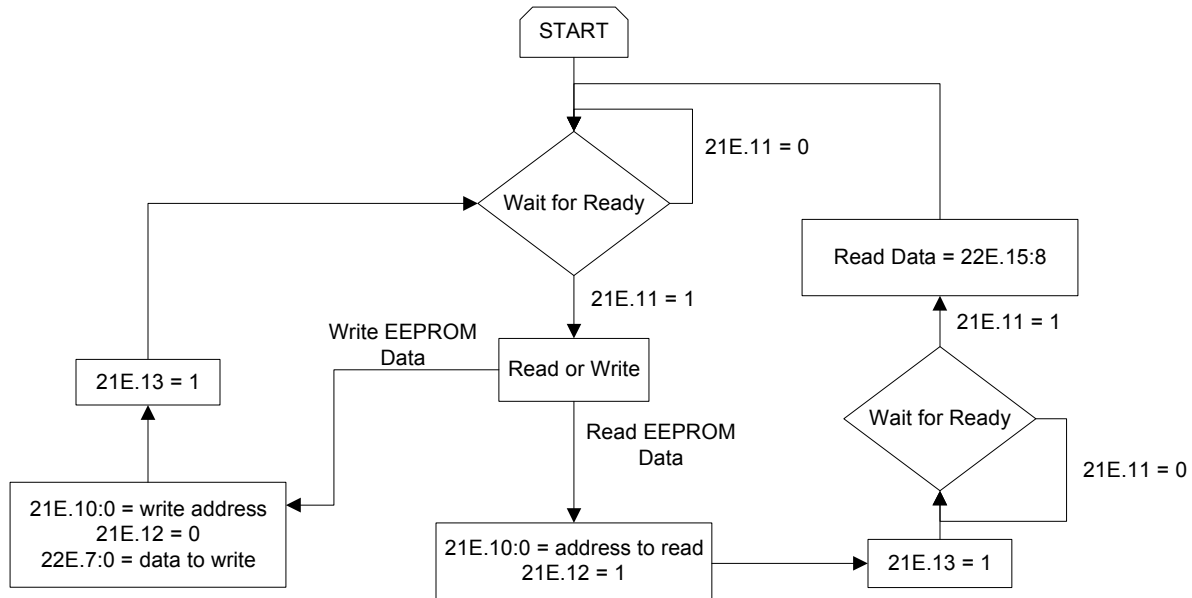 START
21E.11 = 0
Wait for Ready
21E.11 = 1
Read or Write
Write EEPROM
Data
21E.10:0 = write address
21E.12 = 0
22E.7:0 = data to write
21E.13 = 1
Read EEPROM
Data
21E.10:0 = address to read
21E.12 = 1
21E.13 = 1
Wait for Ready
21E.11 = 0
21E.11 = 1
Read Data = 22E.15:8